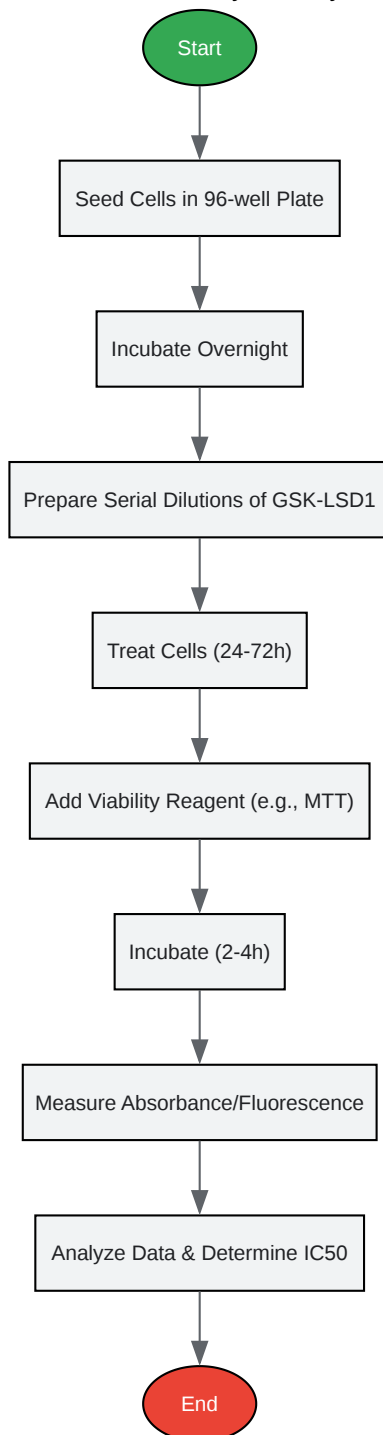 Start
Seed Cells in 96-well Plate
Incubate Overnight
Prepare Serial Dilutions of GSK-LSD1
Treat Cells (24-72h)
Add Viability Reagent (e.g., MTT)
Incubate (2-4h)
Measure Absorbance/Fluorescence
Analyze Data & Determine IC50
End